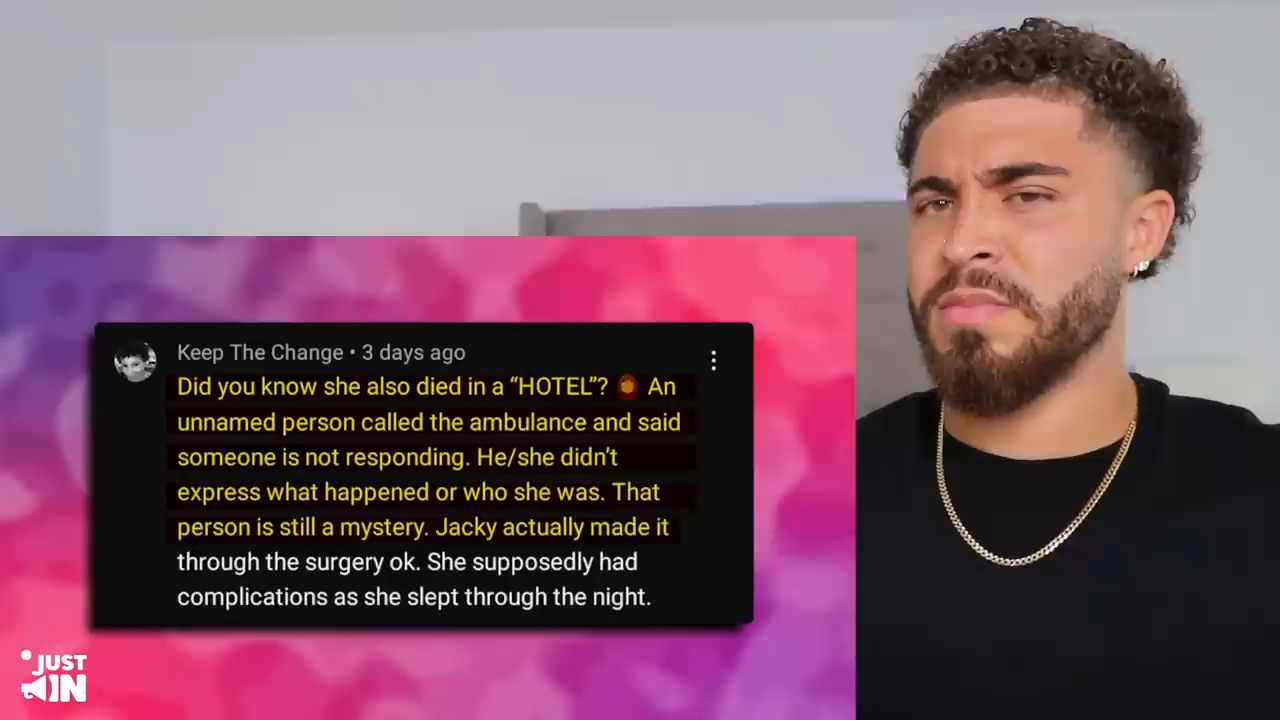 Keep The Change • 3 days ago
Did you know she also died in a “HOTEL”? An
unnamed person called the ambulance and said
someone is not responding. He/she didn’t
express what happened or who she was. That
person is still a mystery. Jacky actually made it
through the surgery ok. She supposedly had
complications as she slept through the night.
JUST
IN